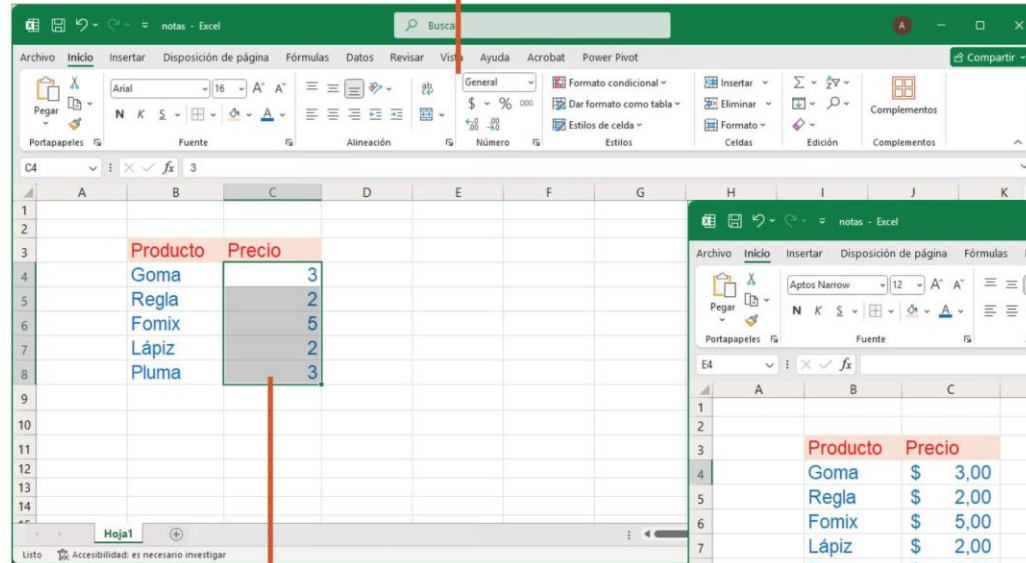 notas - Excel
Busca
A
Archivo Inicio Insertar Disposición de página Fórmulas Datos Revisar Vista Ayuda Acrobat Power Pivot
Compartir
Pegar
Arial 16 A^ A˅
N K S A
ab
General
$ % 000
Formato condicional
Dar formato como tabla
Estilos de celda
Insertar
Eliminar
Formato
Complementos
Portapapeles Fuente Alineación Número Estilos Celdas Edición Complementos
C4 fx 3
A B C D E F G H I J K
1
2
3 Producto Precio
4 Goma 3
5 Regla 2
6 Fomix 5
7 Lápiz 2
8 Pluma 3
9
10
11
12
13
14
Hoja1
Listo Accesibilidad: es necesario investigar
notas - Excel
Archivo Inicio Insertar Disposición de página Fórmulas
Pegar
Aptos Narrow 12 A^ A˅
N K S A
Portapapeles Fuente
E4 fx
A B C
1
2
3 Producto Precio
4 Goma $ 3,00
5 Regla $ 2,00
6 Fomix $ 5,00
7 Lápiz $ 2,00